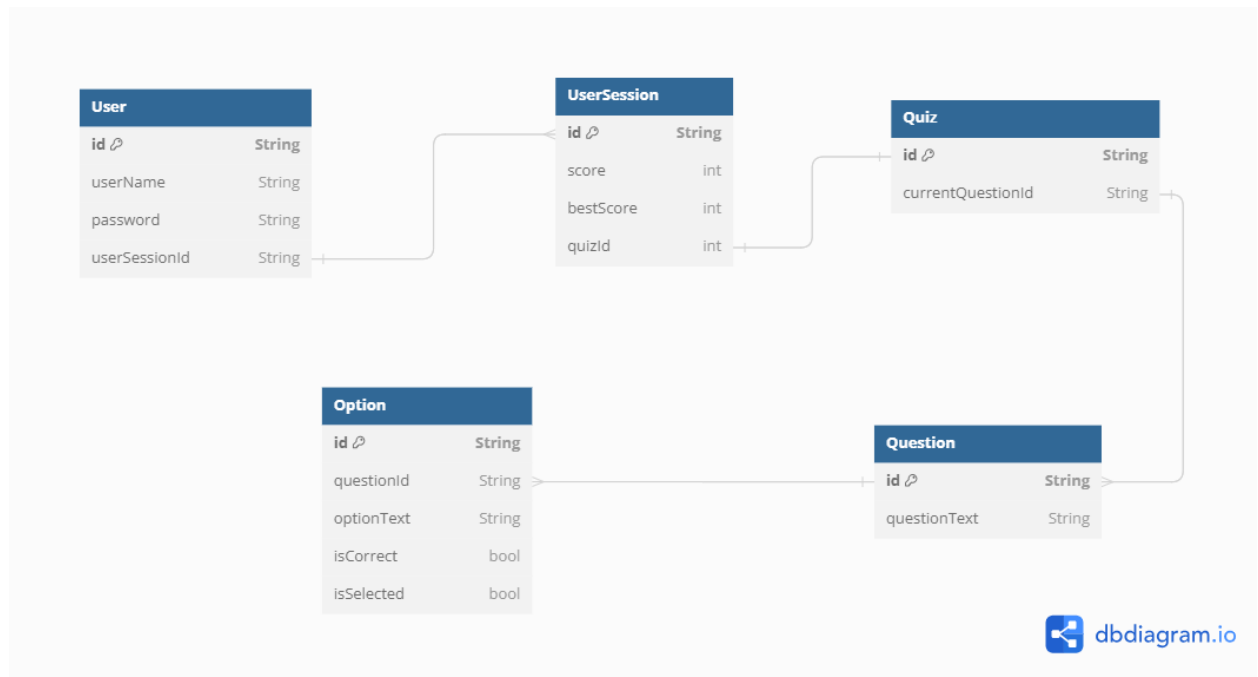 User
id String
userName String
password String
userSessionId String
UserSession
id String
score int
bestScore int
quizId int
Quiz
id String
currentQuestionId String
Option
id String
questionId String
optionText String
isCorrect bool
isSelected bool
Question
id String
questionText String
dbdiagram.io